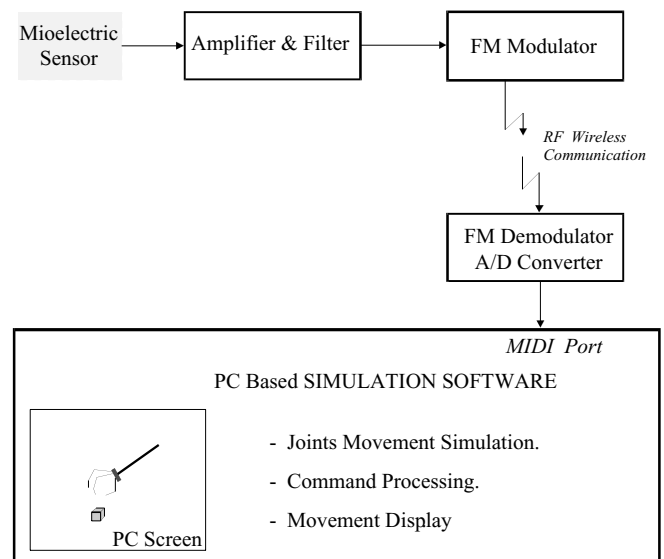 Mioelectric
Sensor
Amplifier & Filter
FM Modulator
RF Wireless
Communication
FM Demodulator
A/D Converter
MIDI Port
PC Based SIMULATION SOFTWARE
- Joints Movement Simulation.
- Command Processing.
- Movement Display
PC Screen